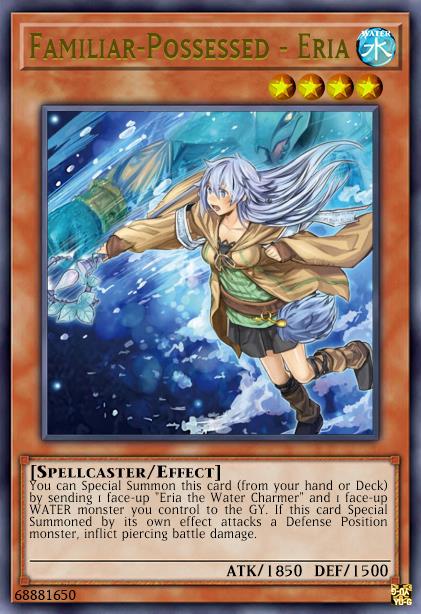 Familiar-Possessed - Eria
WATER
水
[Spellcaster/Effect]
You can Special Summon this card (from your hand or Deck)
by sending 1 face-up "Eria the Water Charmer" and 1 face-up
WATER monster you control to the GY. If this card Special
Summoned by its own effect attacks a Defense Position
monster, inflict piercing battle damage.
ATK/1850 DEF/1500
68881650